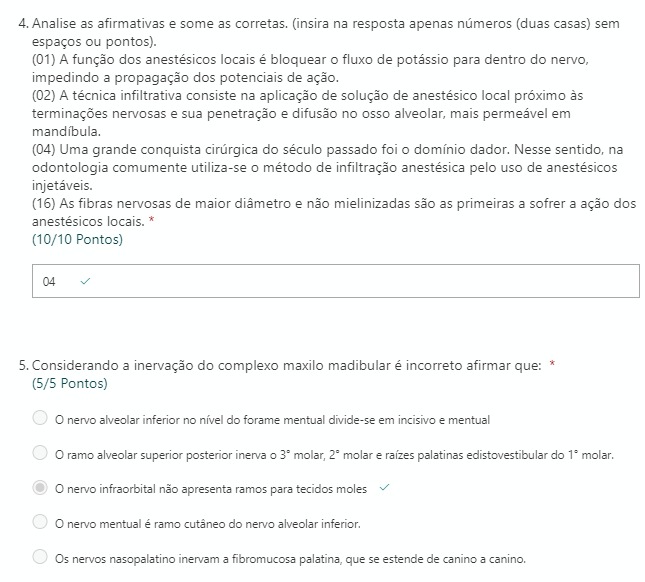 4. Analise as afirmativas e some as corretas. (insira na resposta apenas números (duas casas) sem
espaços ou pontos).
(01) A função dos anestésicos locais é bloquear o fluxo de potássio para dentro do nervo,
impedindo a propagação dos potenciais de ação.
(02) A técnica infiltrativa consiste na aplicação de solução de anestésico local próximo às
terminações nervosas e sua penetração e difusão no osso alveolar, mais permeável em
mandíbula.
(04) Uma grande conquista cirúrgica do século passado foi o domínio dador. Nesse sentido, na
odontologia comumente utiliza-se o método de infiltração anestésica pelo uso de anestésicos
injetáveis.
(16) As fibras nervosas de maior diâmetro e não mielinizadas são as primeiras a sofrer a ação dos
anestésicos locais. *
(10/10 Pontos)
04
5. Considerando a inervação do complexo maxilo madibular é incorreto afirmar que: *
(5/5 Pontos)
O nervo alveolar inferior no nível do forame mentual divide-se em incisivo e mentual
O ramo alveolar superior posterior inerva o 3° molar, 2° molar e raízes palatinas edistovestibular do 1° molar.
O nervo infraorbital não apresenta ramos para tecidos moles
O nervo mentual é ramo cutâneo do nervo alveolar inferior.
Os nervos nasopalatino inervam a fibromucosa palatina, que se estende de canino a canino.